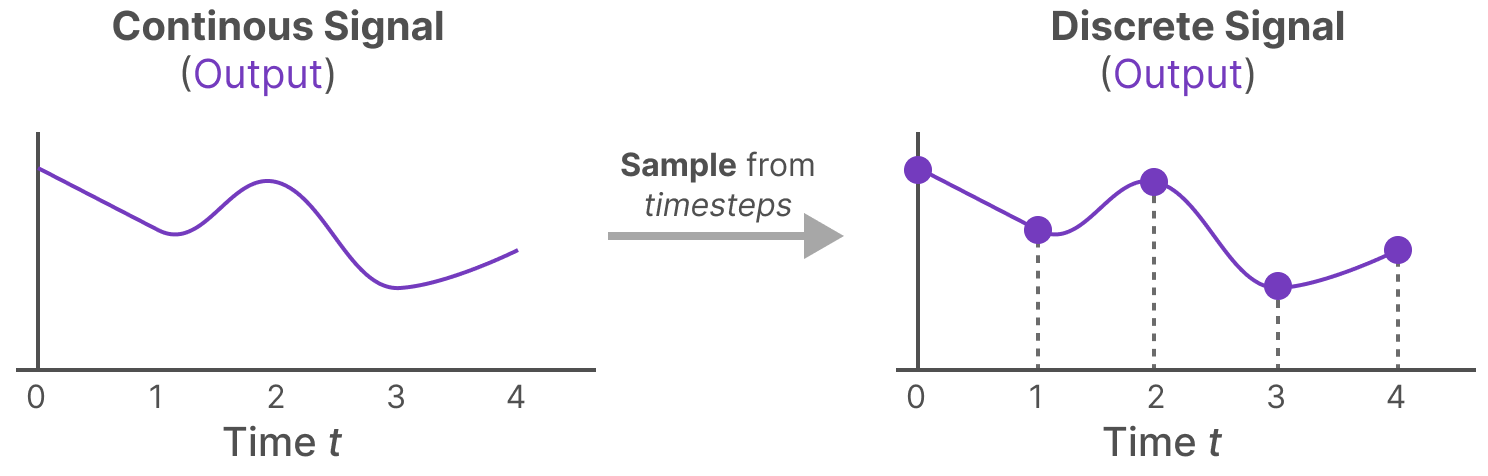 Continous Signal
(Output)
0 1 2 3 4
Time t
Sample from
timesteps
Discrete Signal
(Output)
0 1 2 3 4
Time t